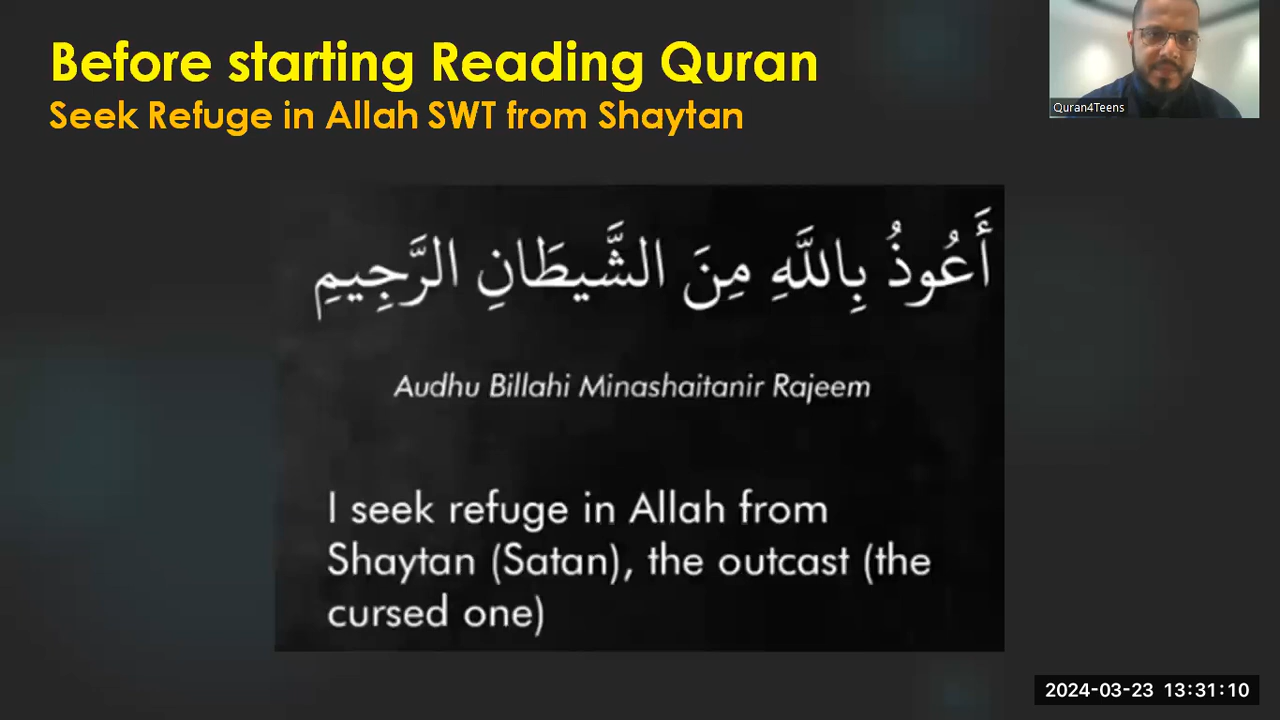 Before starting Reading Quran
Seek Refuge in Allah SWT from Shaytan
Quran4Teens
أَعُوذُ بِاللَّهِ مِنَ الشَّيطَانِ الرَّجِيمِ
Audhu Billahi Minashaitanir Rajeem
I seek refuge in Allah from
Shaytan (Satan), the outcast (the
cursed one)
2024-03-23 13:31:10